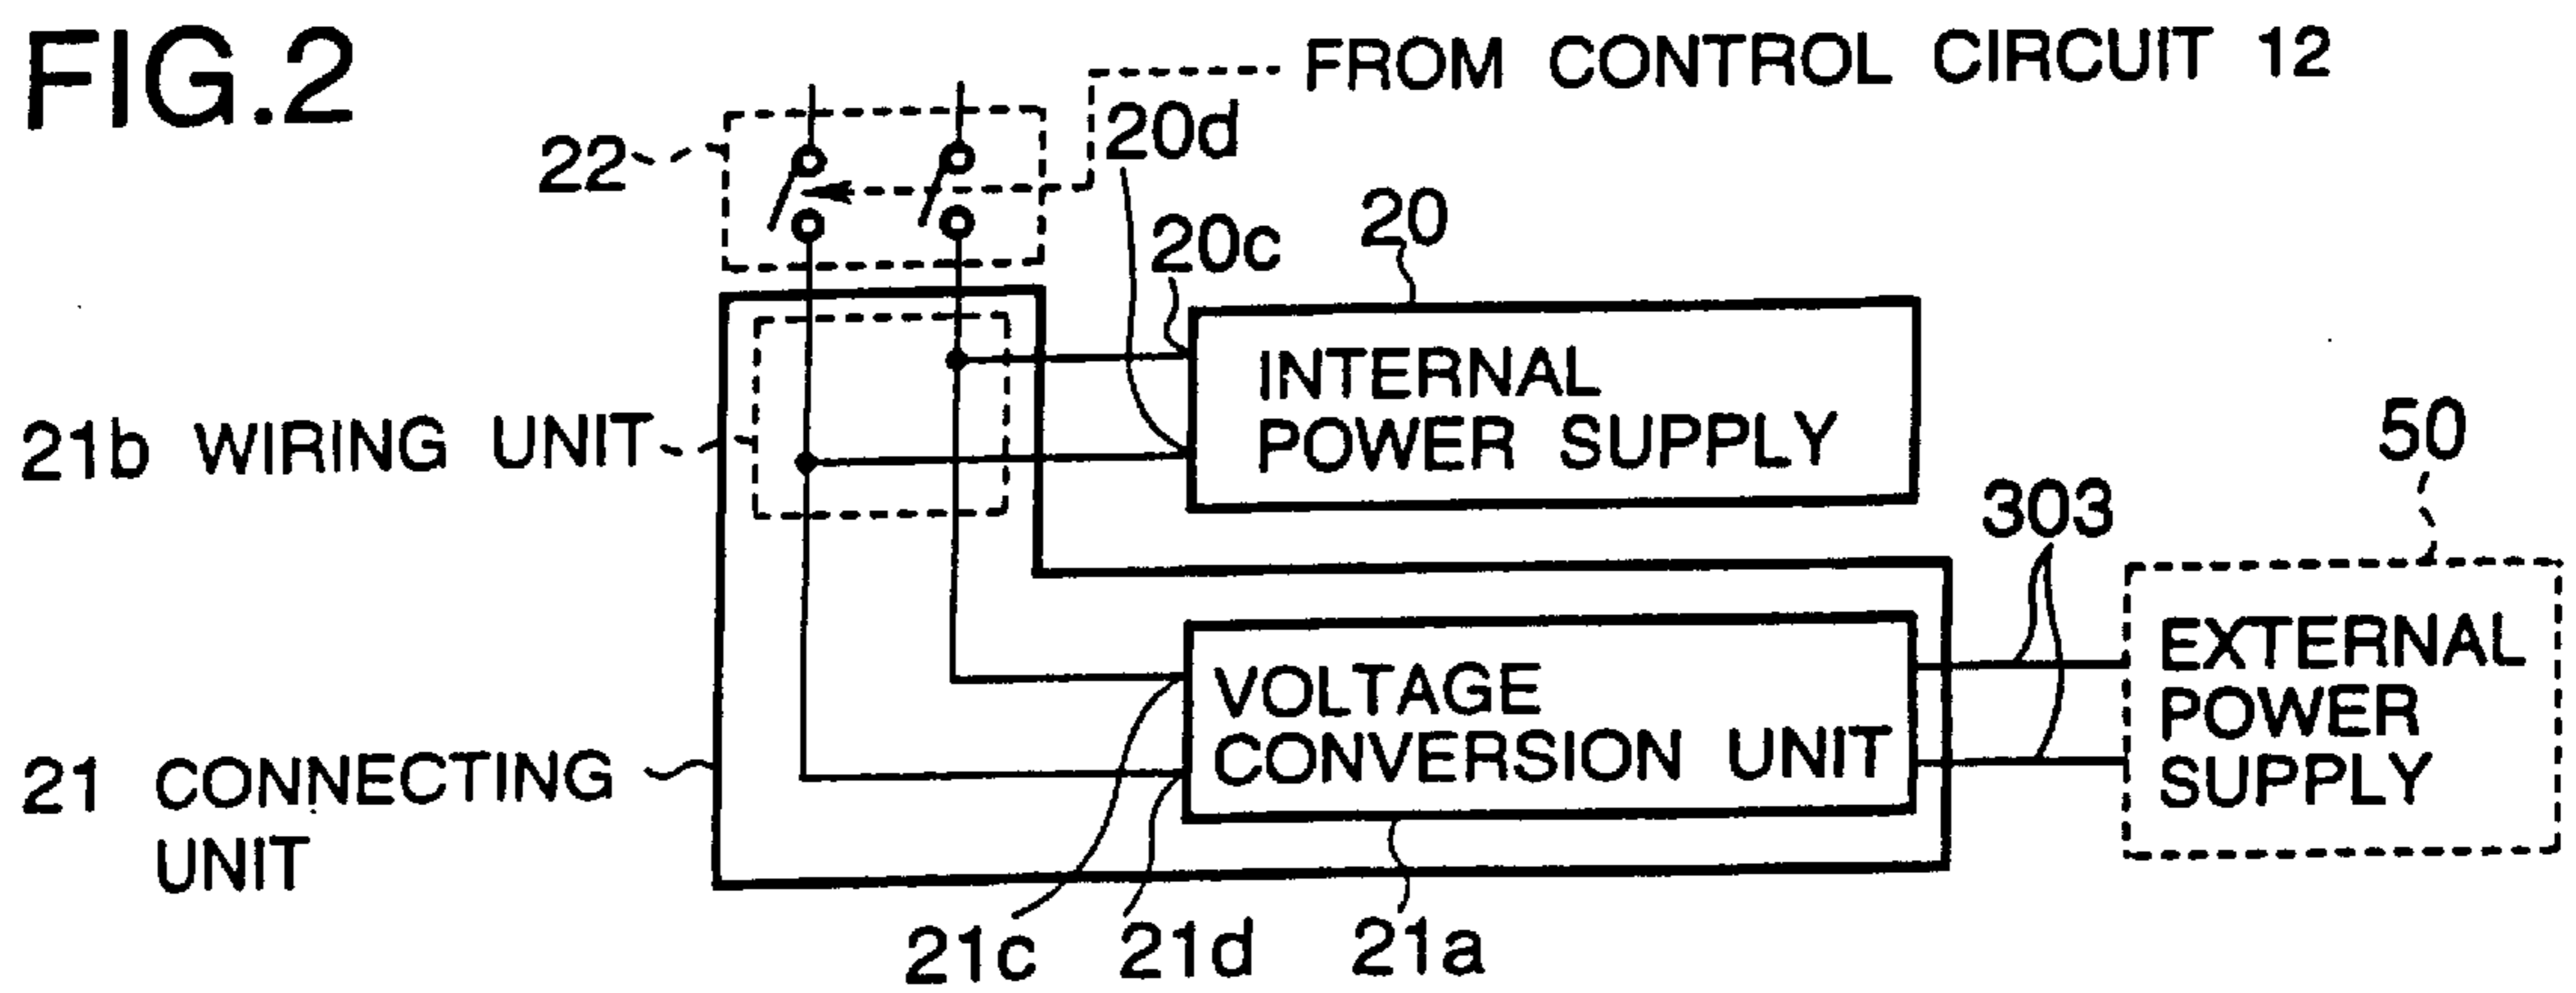 FIG.2
FROM CONTROL CIRCUIT 12
20d
22
20c
20
INTERNAL
POWER SUPPLY
21b WIRING UNIT
50
303
EXTERNAL
POWER
SUPPLY
VOLTAGE
CONVERSION UNIT
21 CONNECTING
UNIT
21c
21d
21a